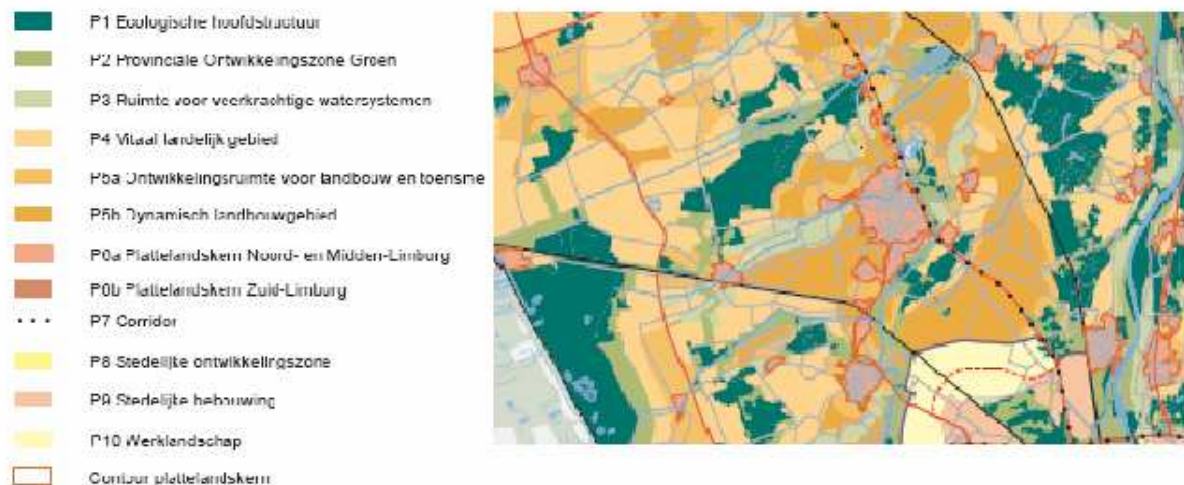 P1 Ecologische hoofdstructuur
P2 Provinciale Ontwikkelingszone Groen
P3 Ruimte voor veerkrachtige watersystemen
P4 Vitaal landelijk gebied
P5a Ontwikkelingsruimte voor landbouw en toerisme
P5b Dynamisch landbouwgebied
P6a Plattelandskern Noord- en Midden-Limburg
P6b Plattelandskern Zuid-Limburg
P7 Corridor
P8 Stedelijke ontwikkelingszone
P9 Stedelijke bebouwing
P10 Werklandschap
Contour plattelandskern